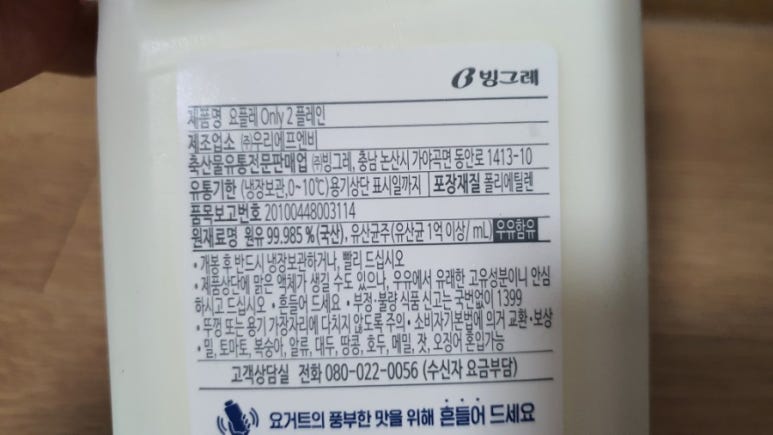 빙그레
제품명 요플레 Only 2 플레인
제조업소 ㈜우리에프엔비
축산물유통전문판매업 ㈜빙그레, 충남 논산시 가야곡면 동안로 1413-10
유통기한 (냉장보관,0~10℃)용기상단 표시일까지 포장재질 폴리에틸렌
품목보고번호 20100448003114
원재료명 원유 99.985%(국산), 유산균주(유산균 1억 이상/mL) 우유함유
• 개봉 후 반드시 냉장보관하거나, 빨리 드십시오
• 제품상단에 맑은 액체가 생길 수도 있으나, 우유에서 유래한 고유성분이니 안심
하시고 드십시오 • 흔들어 드세요 • 부정·불량 식품 신고는 국번없이 1399
• 뚜껑 또는 용기 가장자리에 다치지 않도록 주의 • 소비자기본법에 의거 교환·보상
• 밀, 토마토, 복숭아, 알류, 대두, 땅콩, 호두, 메밀, 잣, 오징어 혼입가능
고객상담실 전화 080-022-0056 (수신자 요금부담)
요거트의 풍부한 맛을 위해 흔들어 드세요